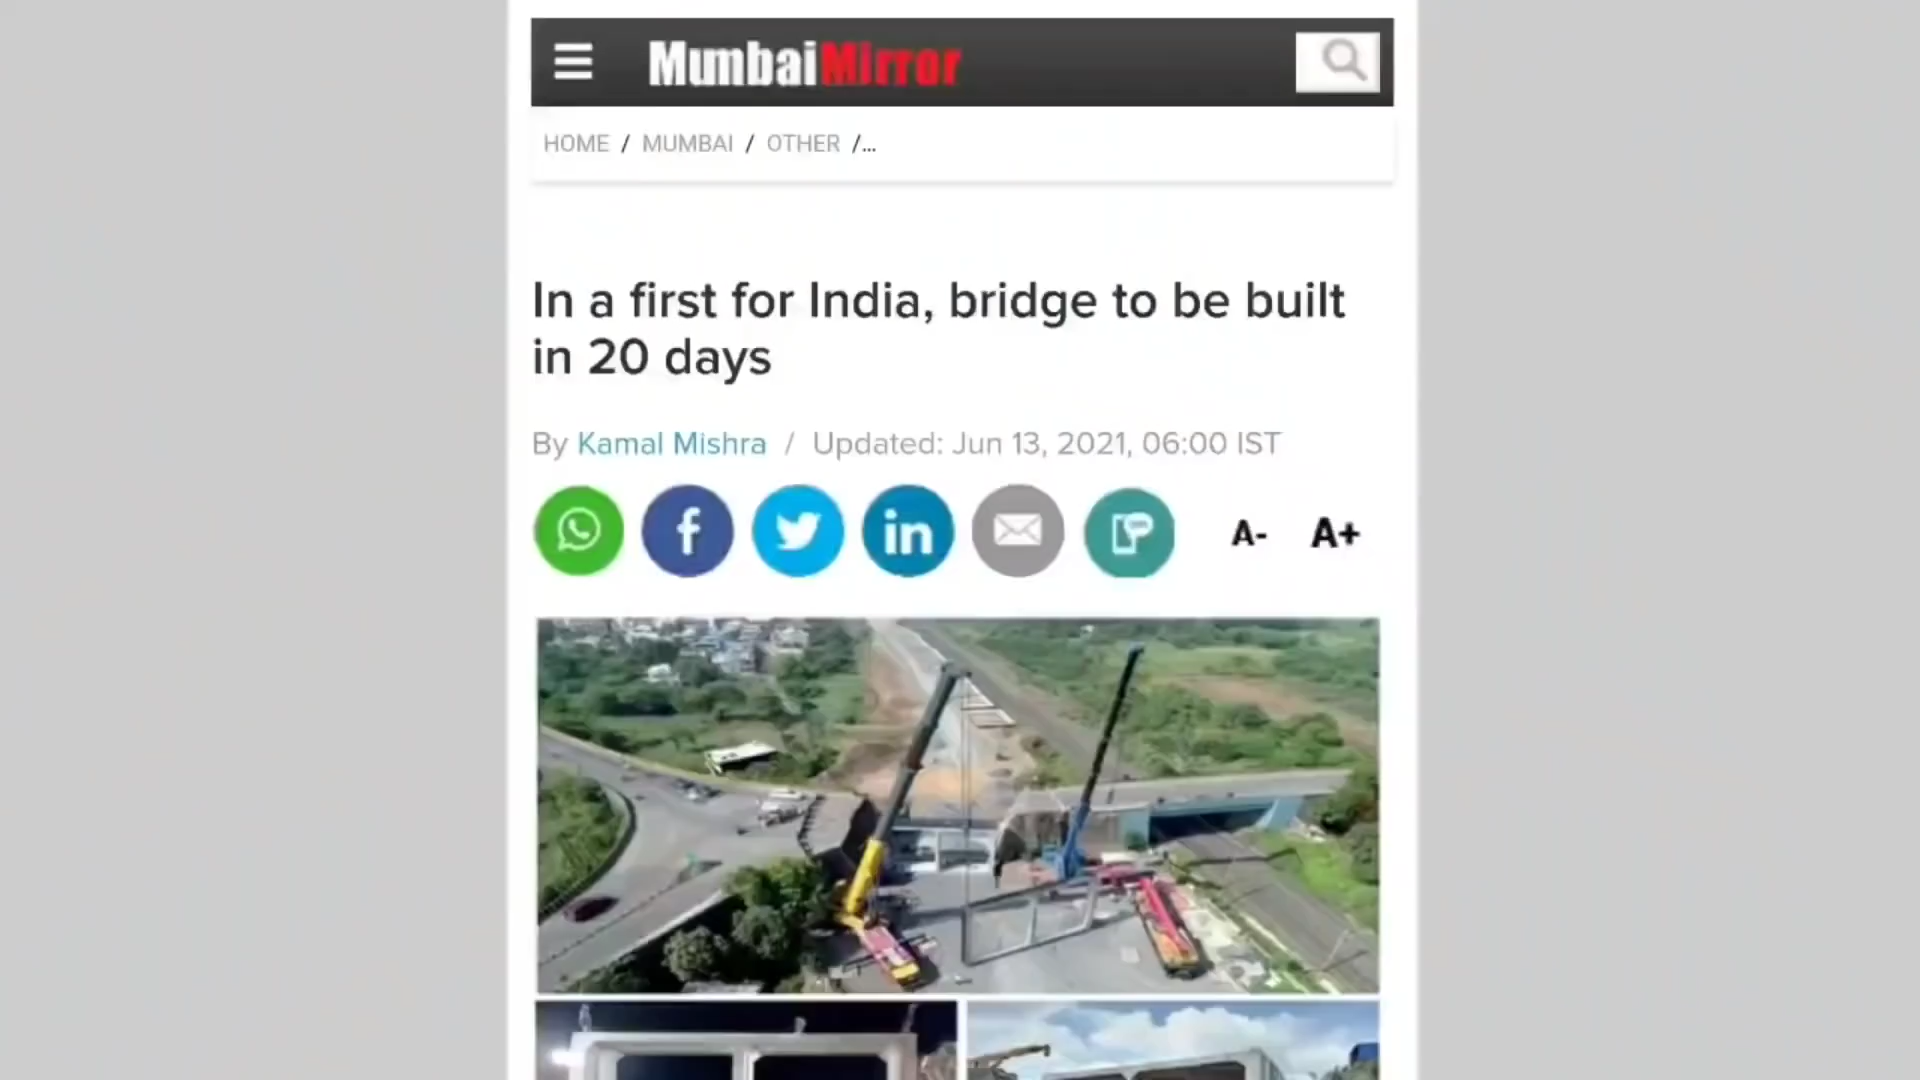 MumbaiMirror
HOME / MUMBAI / OTHER /...
In a first for India, bridge to be built
in 20 days
By Kamal Mishra / Updated: Jun 13, 2021, 06:00 IST
A- A+